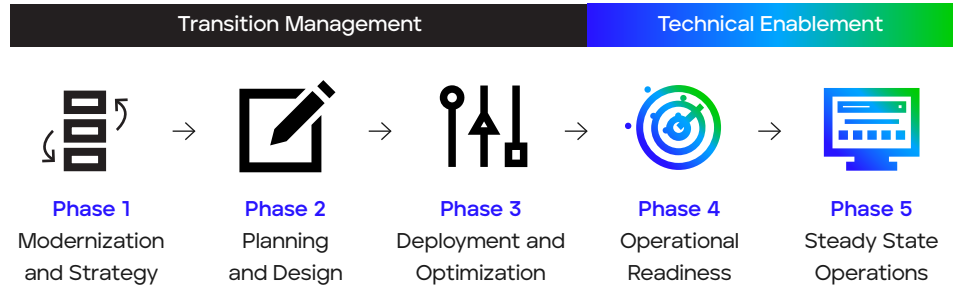 Transition Management
Technical Enablement
Phase 1
Modernization
and Strategy
Phase 2
Planning
and Design
Phase 3
Deployment and
Optimization
Phase 4
Operational
Readiness
Phase 5
Steady State
Operations